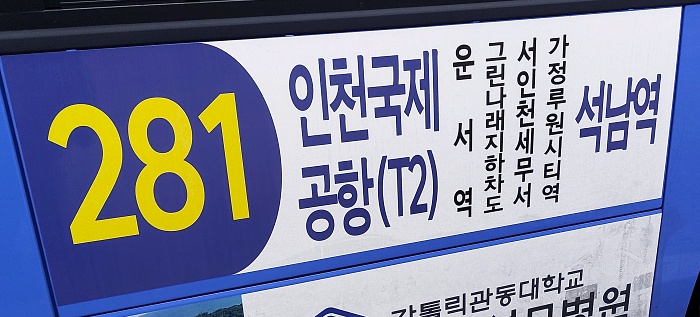 281
인천국제
공항(T2)
운서역
그린나래지하차도
서인천세무서
가정루원시티역
석남역
가톨릭관동대학교